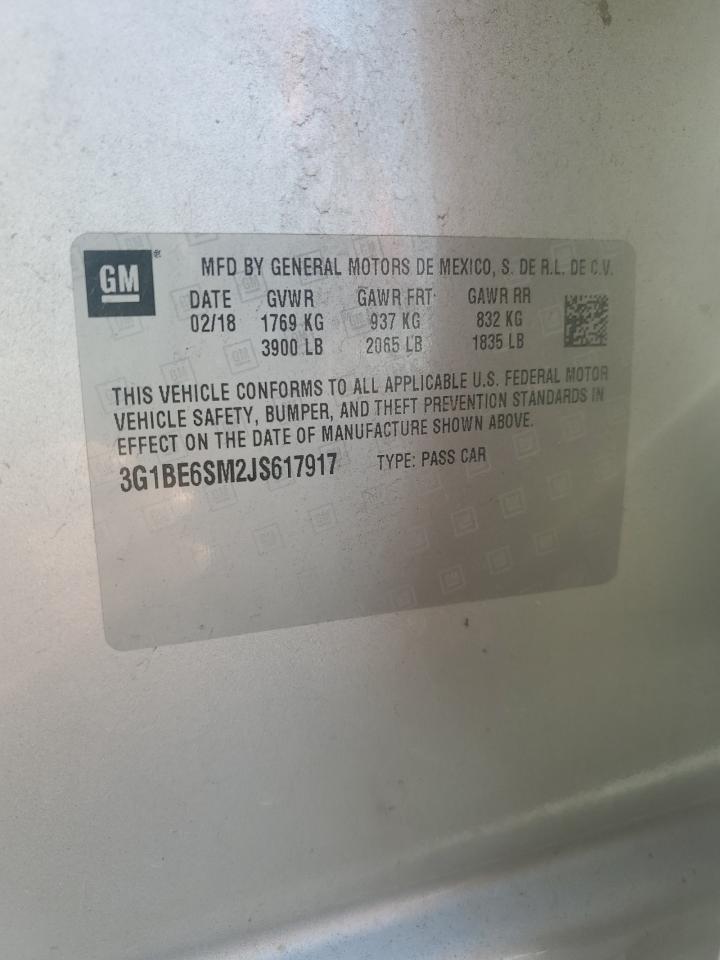 GM
MFD BY GENERAL MOTORS DE MEXICO, S. DE R.L. DE C.V.
DATE GVWR GAWR FRT GAWR RR
02/18 1769 KG 937 KG 832 KG
3900 LB 2065 LB 1835 LB
THIS VEHICLE CONFORMS TO ALL APPLICABLE U.S. FEDERAL MOTOR
VEHICLE SAFETY, BUMPER, AND THEFT PREVENTION STANDARDS IN
EFFECT ON THE DATE OF MANUFACTURE SHOWN ABOVE.
3G1BE6SM2JS617917 TYPE: PASS CAR